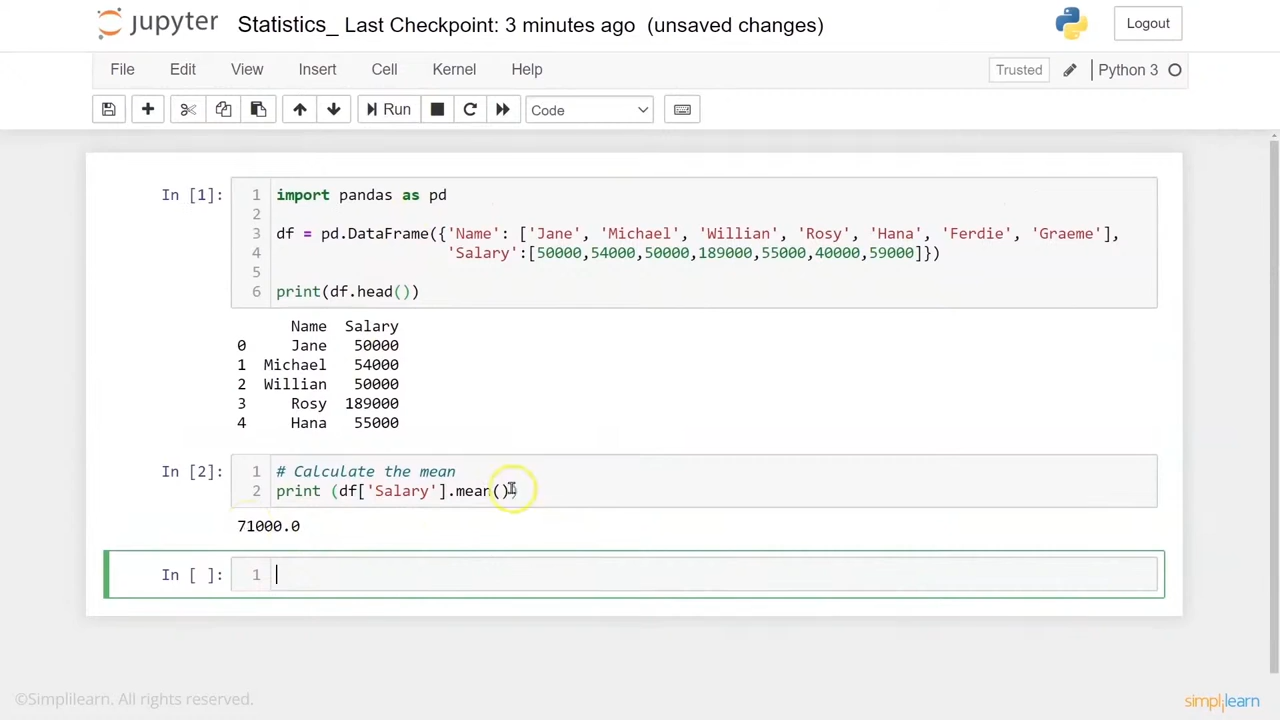 jupyter Statistics_ Last Checkpoint: 3 minutes ago (unsaved changes) Logout
File Edit View Insert Cell Kernel Help Trusted Python 3
Run Code
In [1]: 1 import pandas as pd
2
3 df = pd.DataFrame({'Name': ['Jane', 'Michael', 'Willian', 'Rosy', 'Hana', 'Ferdie', 'Graeme'],
4 'Salary':[50000,54000,50000,189000,55000,40000,59000]})
5
6 print(df.head())
Name Salary
0 Jane 50000
1 Michael 54000
2 Willian 50000
3 Rosy 189000
4 Hana 55000
In [2]: 1 # Calculate the mean
2 print (df['Salary'].mean())
71000.0
In [ ]: 1
©Simplilearn. All rights reserved. simplilearn